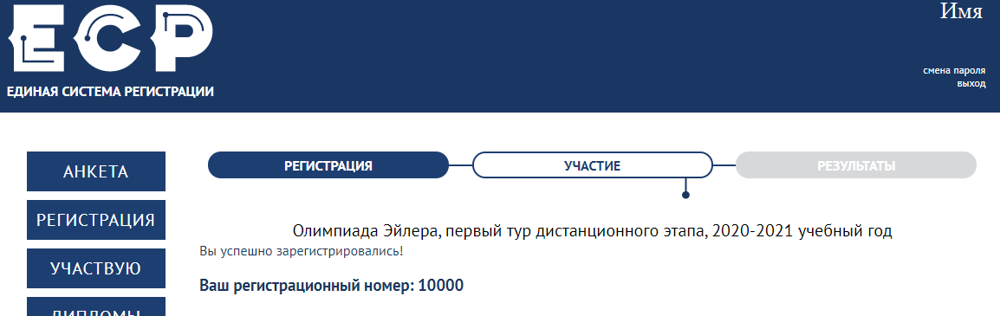 ЕСР
Имя
ЕДИНАЯ СИСТЕМА РЕГИСТРАЦИИ
смена пароля
выход
АНКЕТА
РЕГИСТРАЦИЯ
УЧАСТИЕ
РЕЗУЛЬТАТЫ
РЕГИСТРАЦИЯ
Олимпиада Эйлера, первый тур дистанционного этапа, 2020-2021 учебный год
Вы успешно зарегистрировались!
УЧАСТВУЮ
Ваш регистрационный номер: 10000
ДИПЛОМЫ